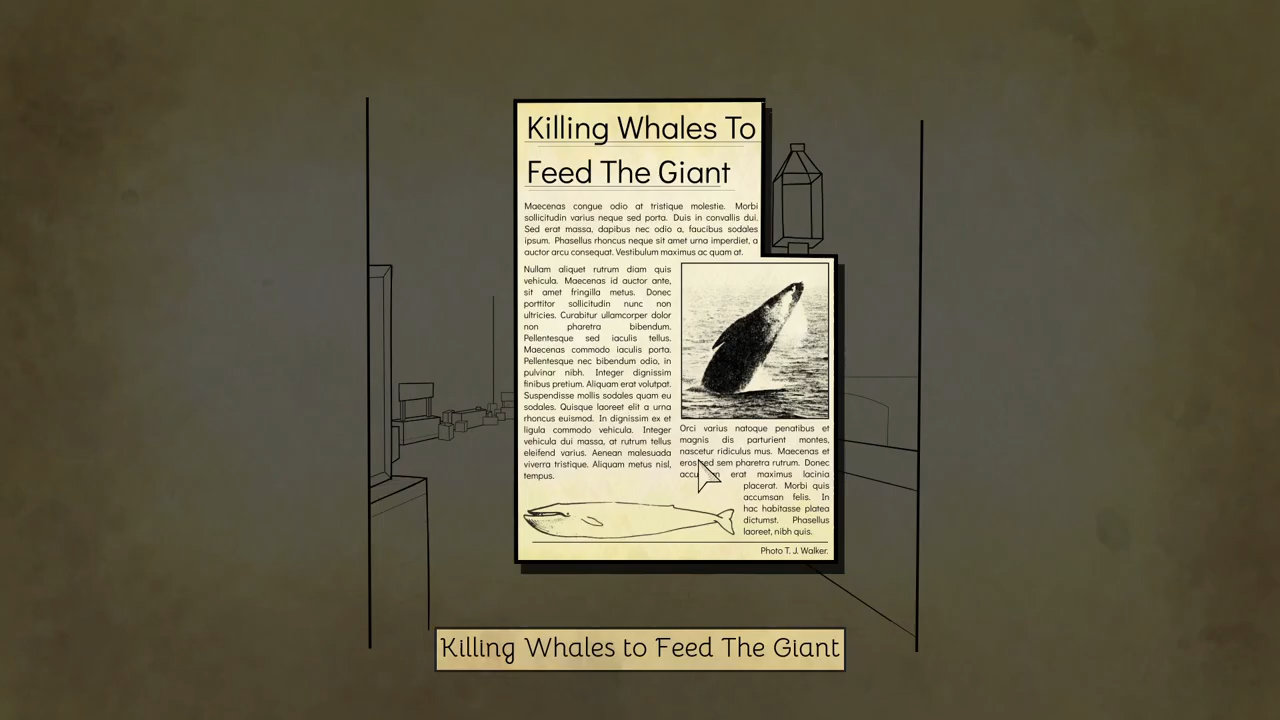 Killing Whales To
Feed The Giant
Maecenas congue odio at tristique molestie. Morbi
sollicitudin varius neque sed porta. Duis in convallis dui.
Sed erat massa, dapibus nec odio a, faucibus sodales
ipsum. Phasellus rhoncus neque sit amet urna imperdiet, a
auctor arcu consequat. Vestibulum maximus ac quam at.
Nullam aliquet rutrum diam quis
vehicula. Maecenas id auctor ante,
sit amet fringilla metus. Donec
porttitor sollicitudin nunc non
ultricies. Curabitur ullamcorper dolor
non pharetra bibendum.
Pellentesque sed iaculis tellus.
Maecenas commodo iaculis porta.
Pellentesque nec bibendum odio, in
pulvinar nibh. Integer dignissim
finibus pretium. Aliquam erat volutpat.
Suspendisse mollis sodales quam eu
sodales. Quisque laoreet elit a urna
rhoncus euismod. In dignissim ex et
ligula commodo vehicula. Integer
vehicula dui massa, at rutrum tellus
eleifend varius. Aenean malesuada
viverra tristique. Aliquam metus nisl,
tempus.
Orci varius natoque penatibus et
magnis dis parturient montes,
nascetur ridiculus mus. Maecenas et
eros sed sem pharetra rutrum. Donec
erat maximus lacinia
placerat. Morbi quis
accumsan felis. In
hac habitasse platea
dictumst. Phasellus
laoreet, nibh quis.
Photo T. J. Walker.
Killing Whales to Feed The Giant